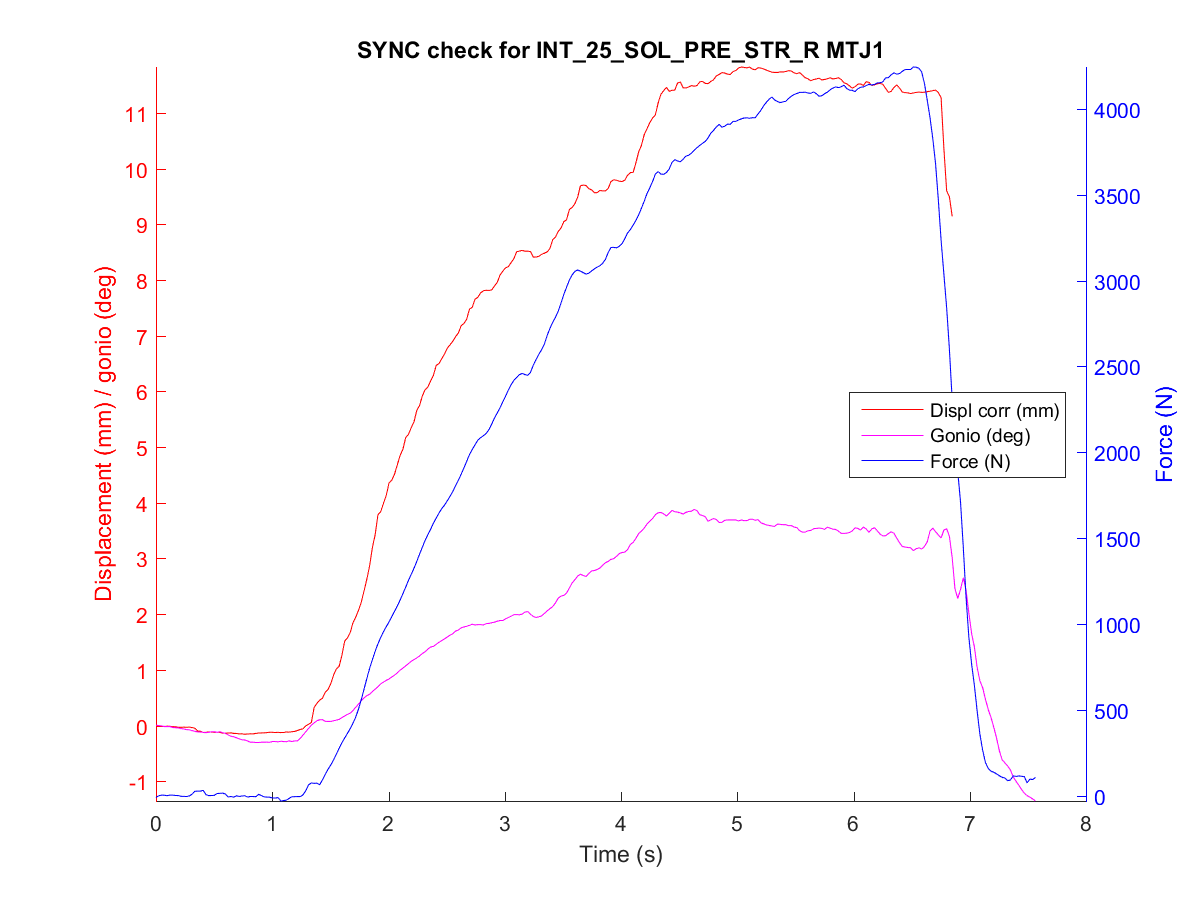 SYNC check for INT_25_SOL_PRE_STR_R MTJ1
Displacement (mm) / gonio (deg)
11
10
9
8
7
6
5
4
3
2
1
0
-1
4000
3500
3000
2500
2000
1500
1000
500
0
Force (N)
Displ corr (mm)
Gonio (deg)
Force (N)
0 1 2 3 4 5 6 7 8
Time (s)